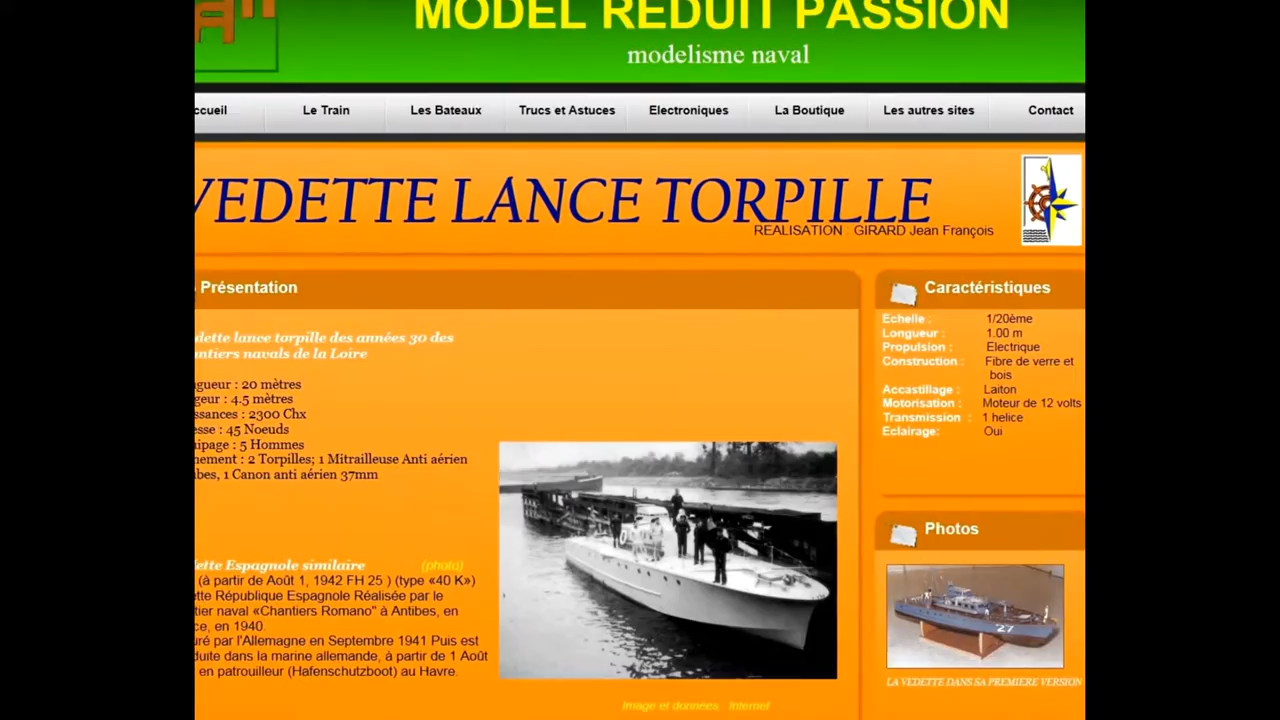 MODEL REDUIT PASSION
modelisme naval
ccueil
Le Train
Les Bateaux
Trucs et Astuces
Electroniques
La Boutique
Les autres sites
Contact
VEDETTE LANCE TORPILLE
REALISATION : GIRARD Jean François
Présentation
dette lance torpille des années 30 des
antiers navals de la Loire
gueur : 20 mètres
geur : 4.5 mètres
ssances : 2300 Chx
esse : 45 Noeuds
ipage : 5 Hommes
nement : 2 Torpilles; 1 Mitrailleuse Anti aérien
bes, 1 Canon anti aérien 37mm
ette Espagnole similaire (photo)
(à partir de Août 1, 1942 FH 25 ) (type «40 K»)
tte République Espagnole Réalisée par le
tier naval «Chantiers Romano" à Antibes, en
ce, en 1940.
uré par l'Allemagne en Septembre 1941 Puis est
duite dans la marine allemande, à partir de 1 Août
en patrouilleur (Hafenschutzboot) au Havre.
Image et données Internet
Caractéristiques
Echelle : 1/20ème
Longueur : 1.00 m
Propulsion : Electrique
Construction : Fibre de verre et
bois
Accastillage : Laiton
Motorisation : Moteur de 12 volts
Transmission : 1 helice
Eclairage: Oui
Photos
27
LA VEDETTE DANS SA PREMIERE VERSION